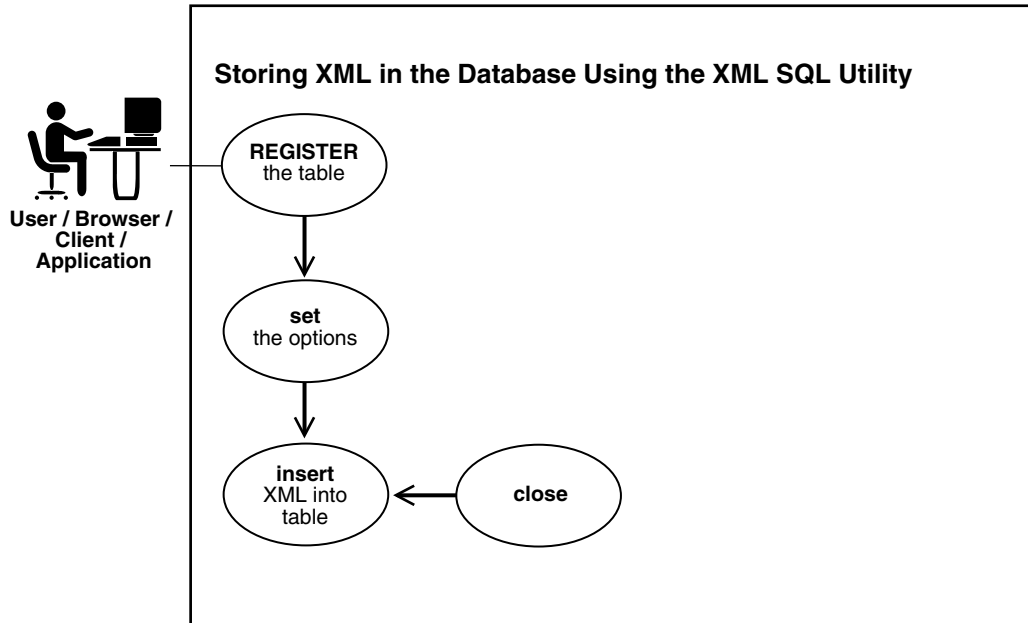 Storing XML in the Database Using the XML SQL Utility
User / Browser /
Client /
Application
REGISTER
the table
set
the options
insert
XML into
table
close